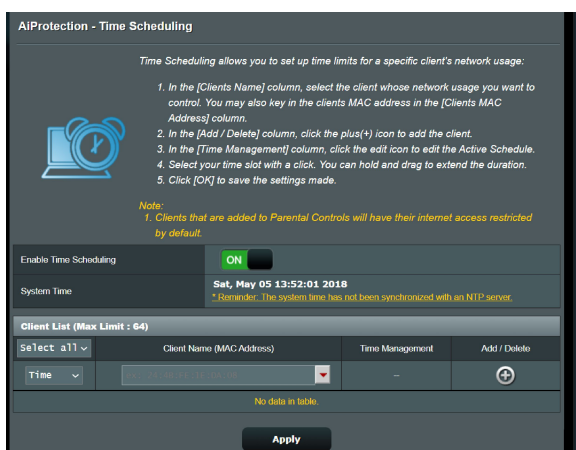 AiProtection - Time Scheduling
Time Scheduling allows you to set up time limits for a specific client's network usage:
1. In the [Clients Name] column, select the client whose network usage you want to
control. You may also key in the clients MAC address in the [Clients MAC
Address] column.
2. In the [Add / Delete] column, click the plus(+) icon to add the client.
3. In the [Time Management] column, click the edit icon to edit the Active Schedule.
4. Select your time slot with a click. You can hold and drag to extend the duration.
5. Click [OK] to save the settings made.
Note:
1. Clients that are added to Parental Controls will have their internet access restricted
by default.
Enable Time Scheduling ON
System Time Sat, May 05 13:52:01 2018
* Reminder: The system time has not been synchronized with an NTP server.
Client List (Max Limit : 64)
Select all Client Name (MAC Address) Time Management Add / Delete
Time –
No data in table.
Apply